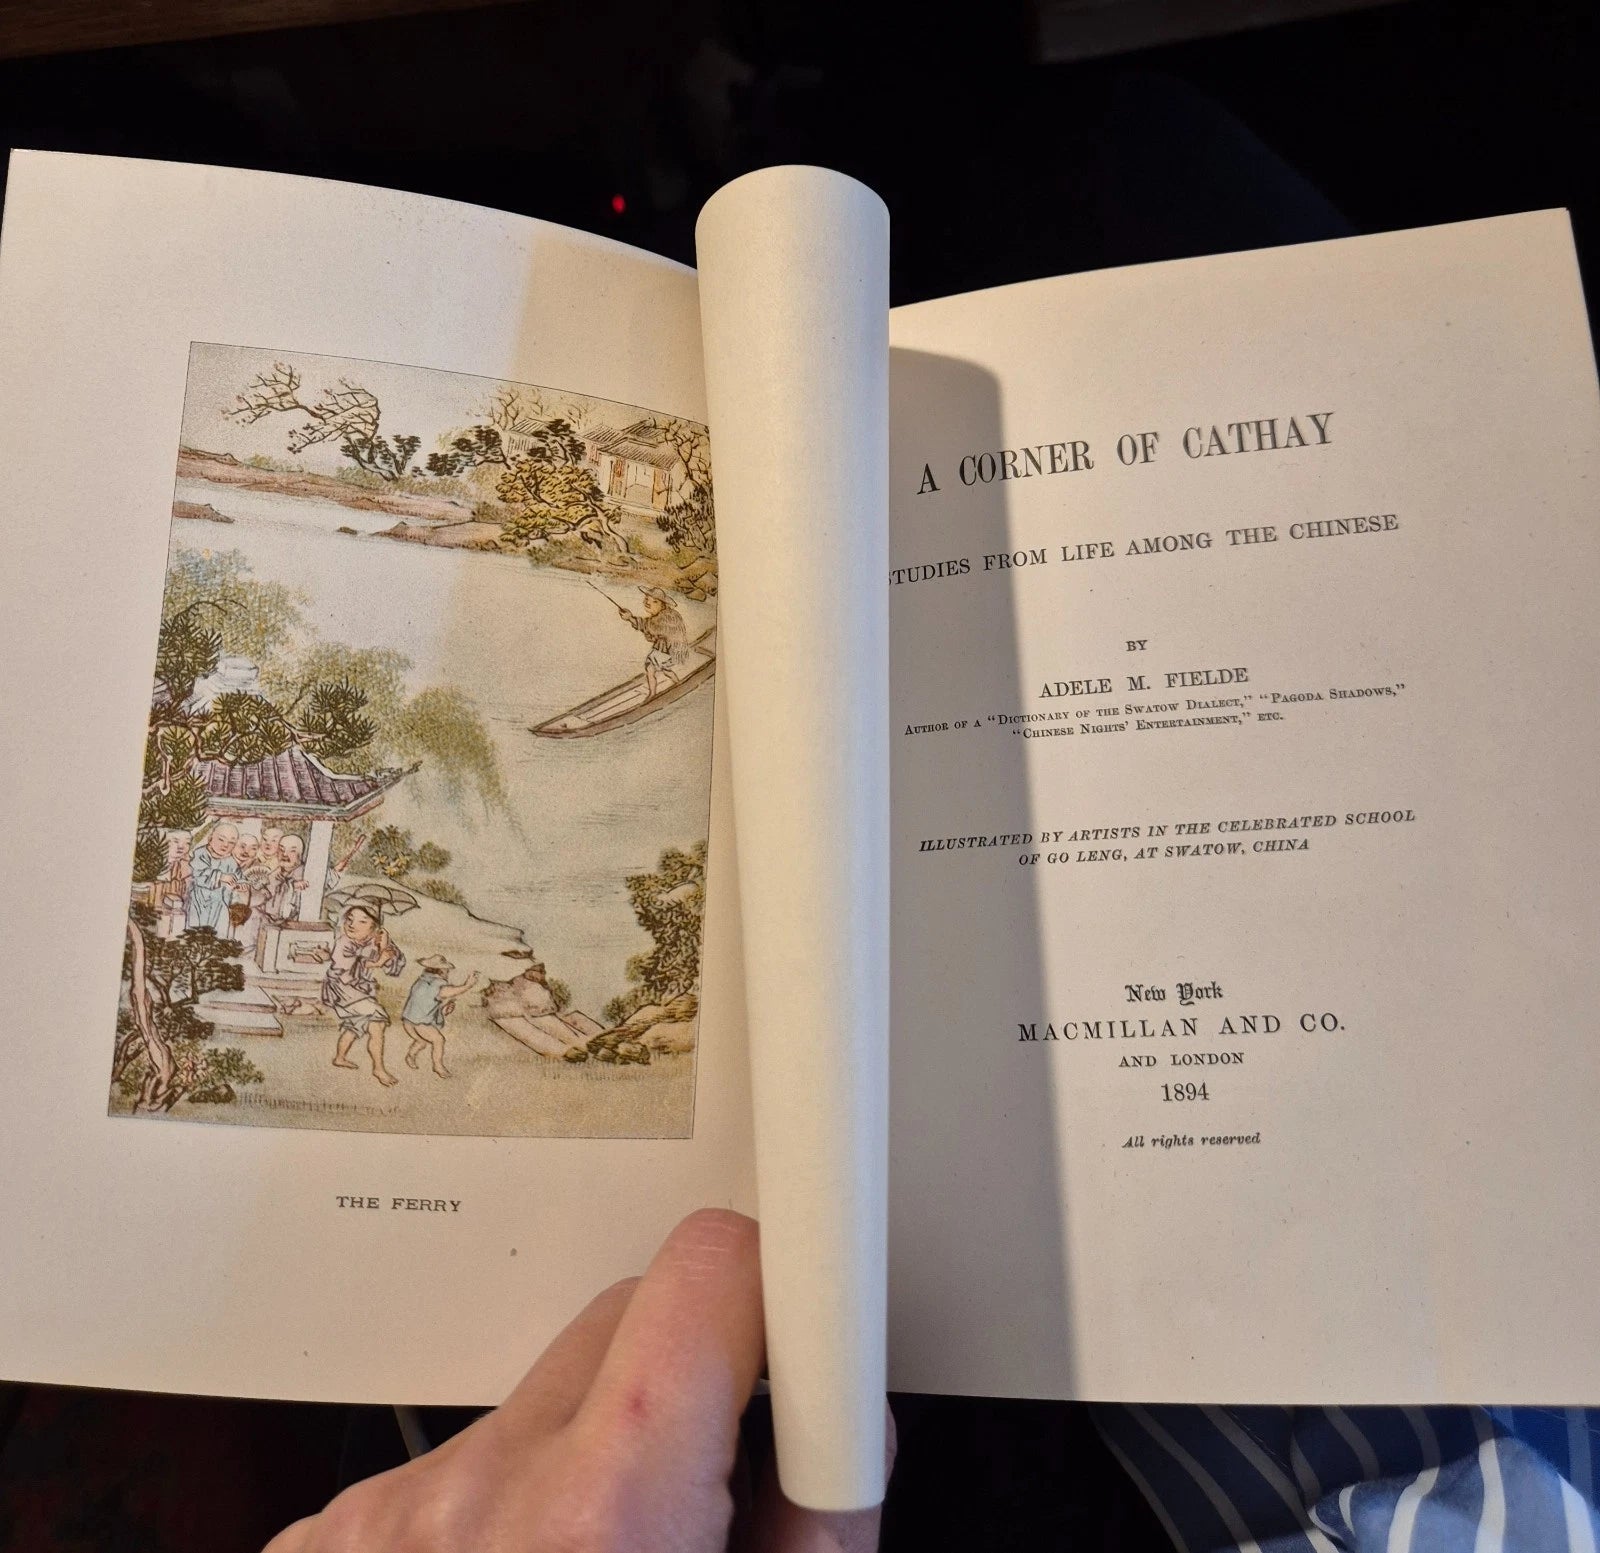 THE FERRY
A CORNER OF CATHAY
STUDIES FROM LIFE AMONG THE CHINESE
BY
ADELE M. FIELDE
AUTHOR OF A "DICTIONARY OF THE SWATOW DIALECT," "PAGODA SHADOWS,"
"CHINESE NIGHTS' ENTERTAINMENT," ETC.
ILLUSTRATED BY ARTISTS IN THE CELEBRATED SCHOOL
OF GO LENG, AT SWATOW, CHINA
New York
MACMILLAN AND CO.
AND LONDON
1894
All rights reserved